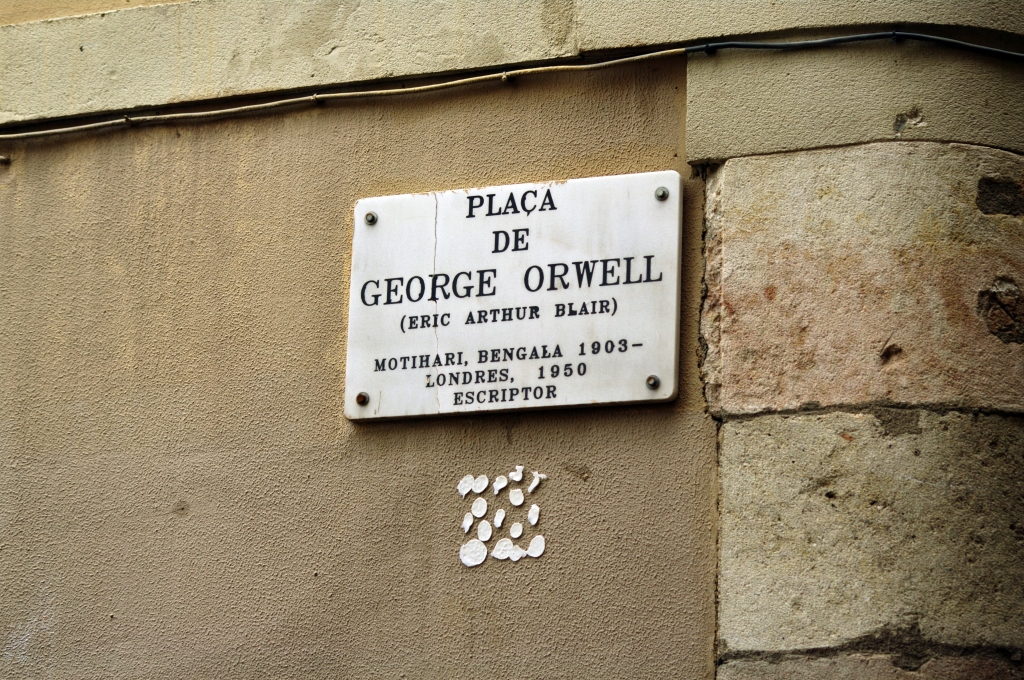 PLAÇA
DE
GEORGE ORWELL
(ERIC ARTHUR BLAIR)
MOTIHARI, BENGALA 1903-
LONDRES, 1950
ESCRIPTOR